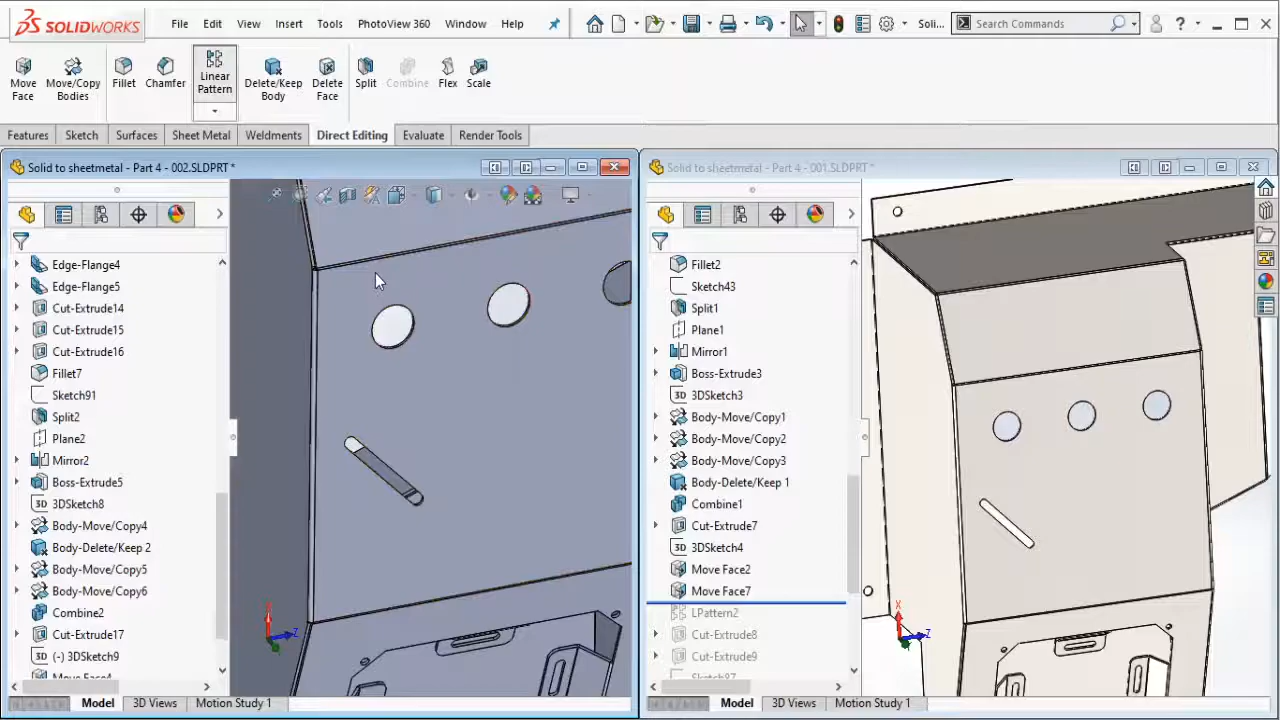 SOLIDWORKS File Edit View Insert Tools PhotoView 360 Window Help Soli... Search Commands
Move Face Move/Copy Bodies Fillet Chamfer Linear Pattern Delete/Keep Body Delete Face Split Combine Flex Scale
Features Sketch Surfaces Sheet Metal Weldments Direct Editing Evaluate Render Tools
Solid to sheetmetal - Part 4 - 002.SLDPRT *
Edge-Flange4
Edge-Flange5
Cut-Extrude14
Cut-Extrude15
Cut-Extrude16
Fillet7
Sketch91
Split2
Plane2
Mirror2
Boss-Extrude5
3D 3DSketch8
Body-Move/Copy4
Body-Delete/Keep 2
Body-Move/Copy5
Body-Move/Copy6
Combine2
Cut-Extrude17
3D (-) 3DSketch9
Move Face4
X
Z
Model 3D Views Motion Study 1
Solid to sheetmetal - Part 4 - 001.SLDPRT *
Fillet2
Sketch43
Split1
Plane1
Mirror1
Boss-Extrude3
3D 3DSketch3
Body-Move/Copy1
Body-Move/Copy2
Body-Move/Copy3
Body-Delete/Keep 1
Combine1
Cut-Extrude7
3D 3DSketch4
Move Face2
Move Face7
LPattern2
Cut-Extrude8
Cut-Extrude9
X
Z
Model 3D Views Motion Study 1